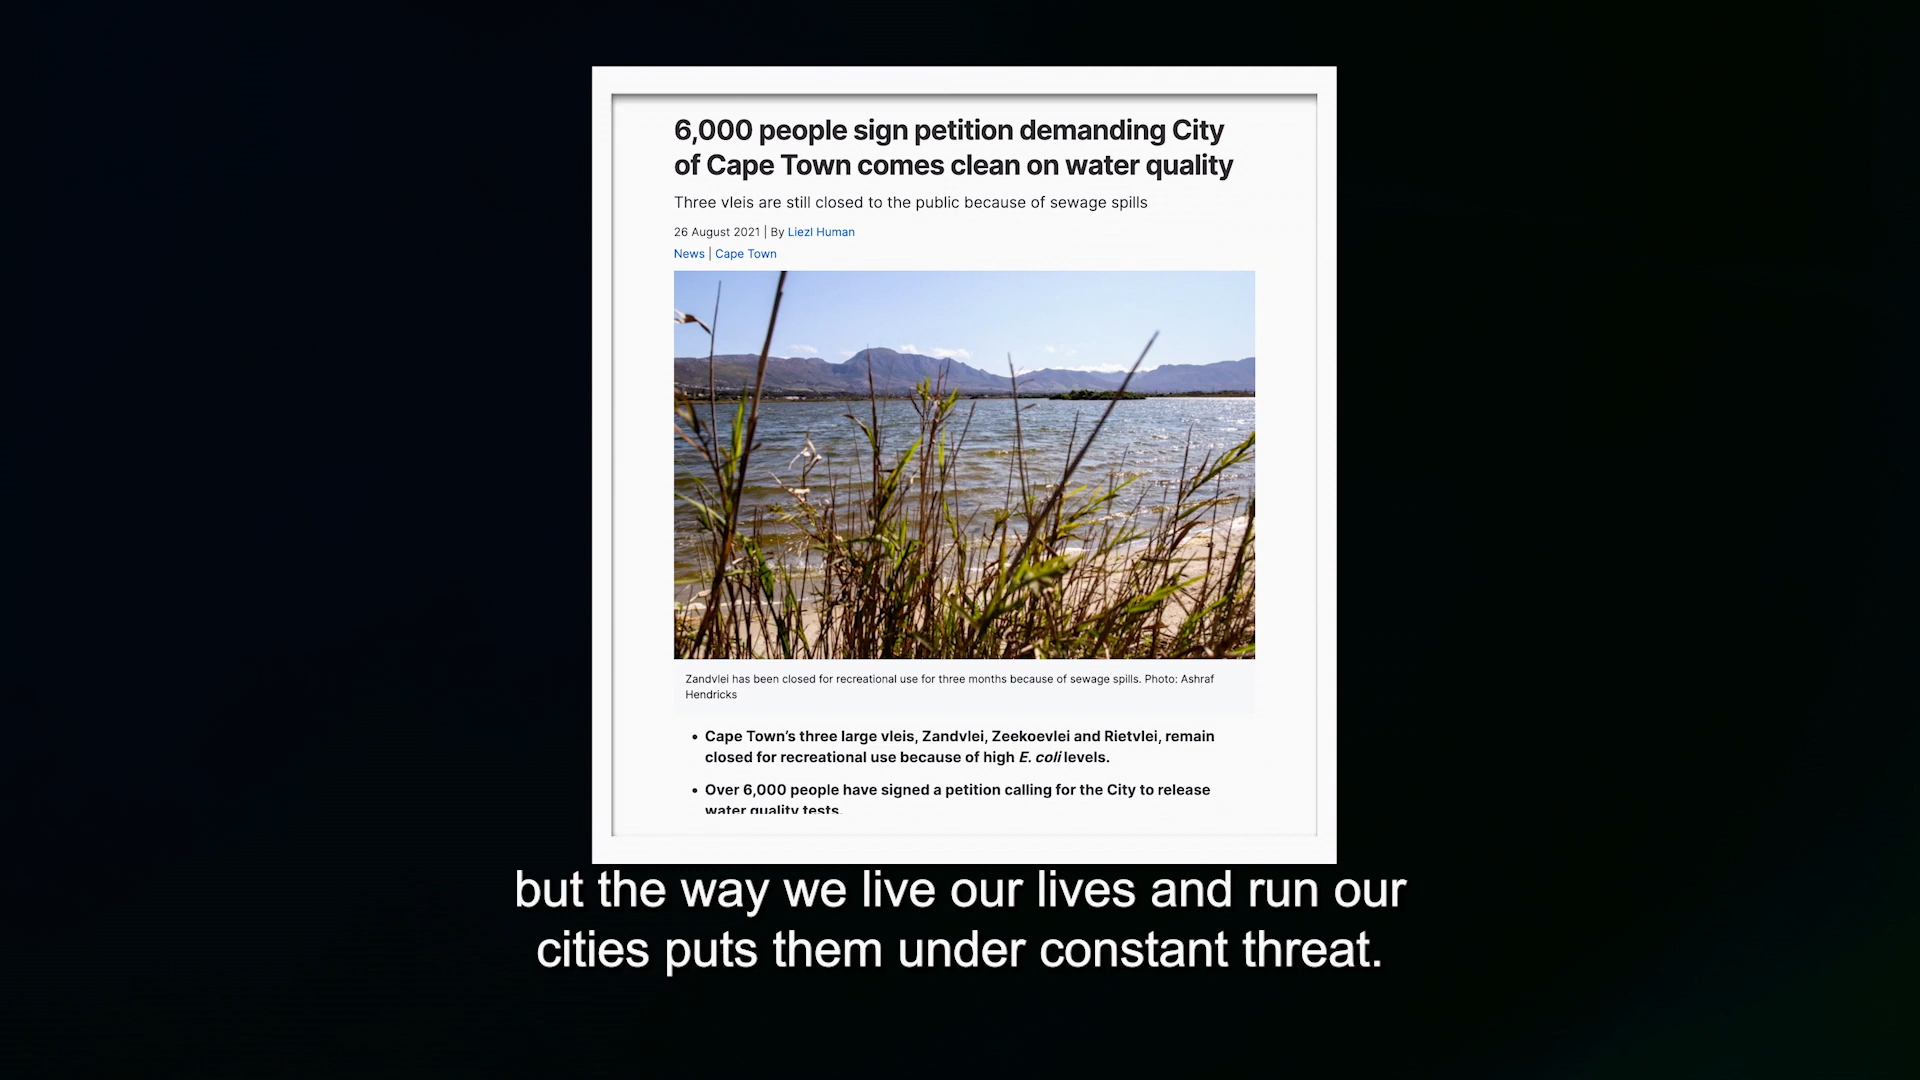 6,000 people sign petition demanding City
of Cape Town comes clean on water quality
Three vleis are still closed to the public because of sewage spills
26 August 2021 | By Liezl Human
News | Cape Town
Zandvlei has been closed for recreational use for three months because of sewage spills. Photo: Ashraf
Hendricks
• Cape Town’s three large vleis, Zandvlei, Zeekoevlei and Rietvlei, remain
closed for recreational use because of high E. coli levels.
• Over 6,000 people have signed a petition calling for the City to release
water quality tests.
but the way we live our lives and run our
cities puts them under constant threat.